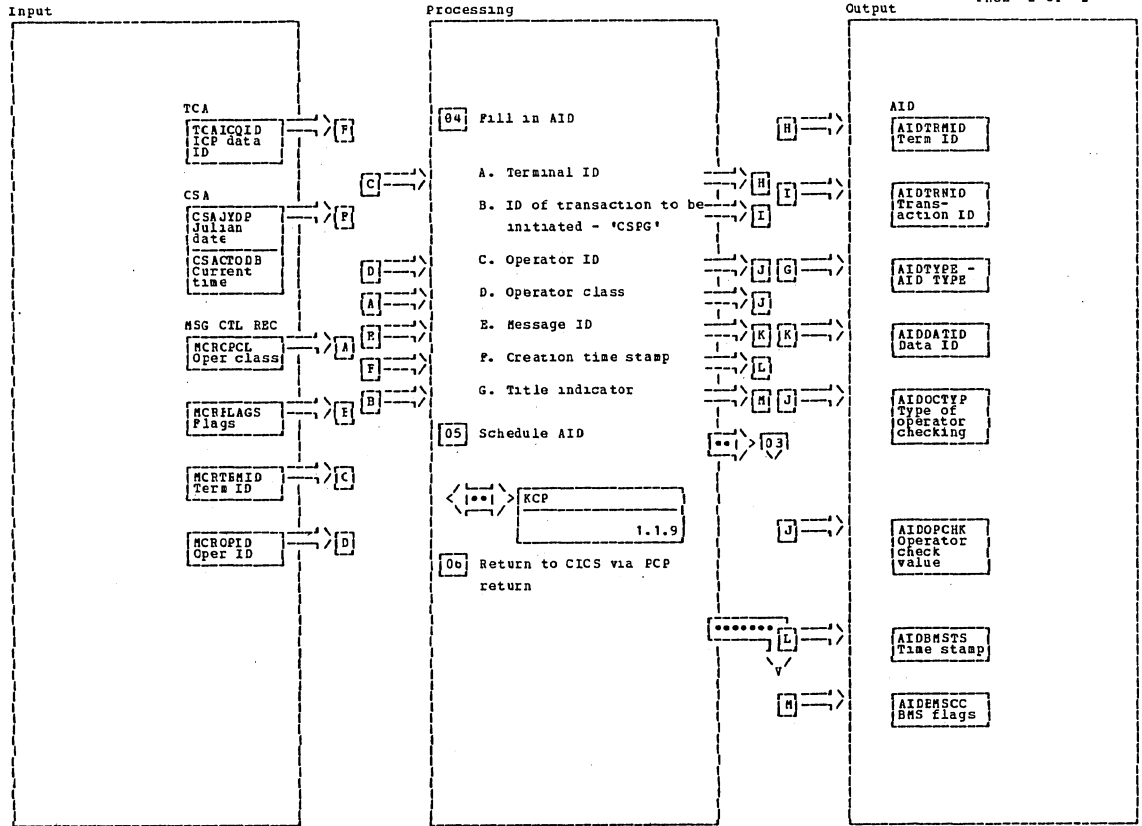 Input
Processing
Output
TCA
TCAICQID
ICP data
ID
F
CSA
CSAJYDP
Julian
date
CSACTODB
Current
time
F
MSG CTL REC
MCRCPCL
Oper class
A
MCRFLAGS
Flags
E
MCRTEMID
Term ID
C
MCROPID
Oper ID
D
04 Fill in AID
C
A. Terminal ID
H
B. ID of transaction to be
initiated - 'CSPG'
I
D
C. Operator ID
J
A
D. Operator class
J
E
E. Message ID
K
F
F. Creation time stamp
L
B
G. Title indicator
M
05 Schedule AID
03
KCP
1.1.9
06 Return to CICS via PCP
return
AID
H
AIDTRMID
Term ID
I
AIDTRNID
Trans-
action ID
G
AIDTYPE -
AID TYPE
K
AIDDATID
Data ID
J
AIDOCTYP
Type of
operator
checking
J
AIDOPCHK
Operator
check
value
L
AIDBMSTS
Time stamp
M
AIDEMSCC
BMS flags